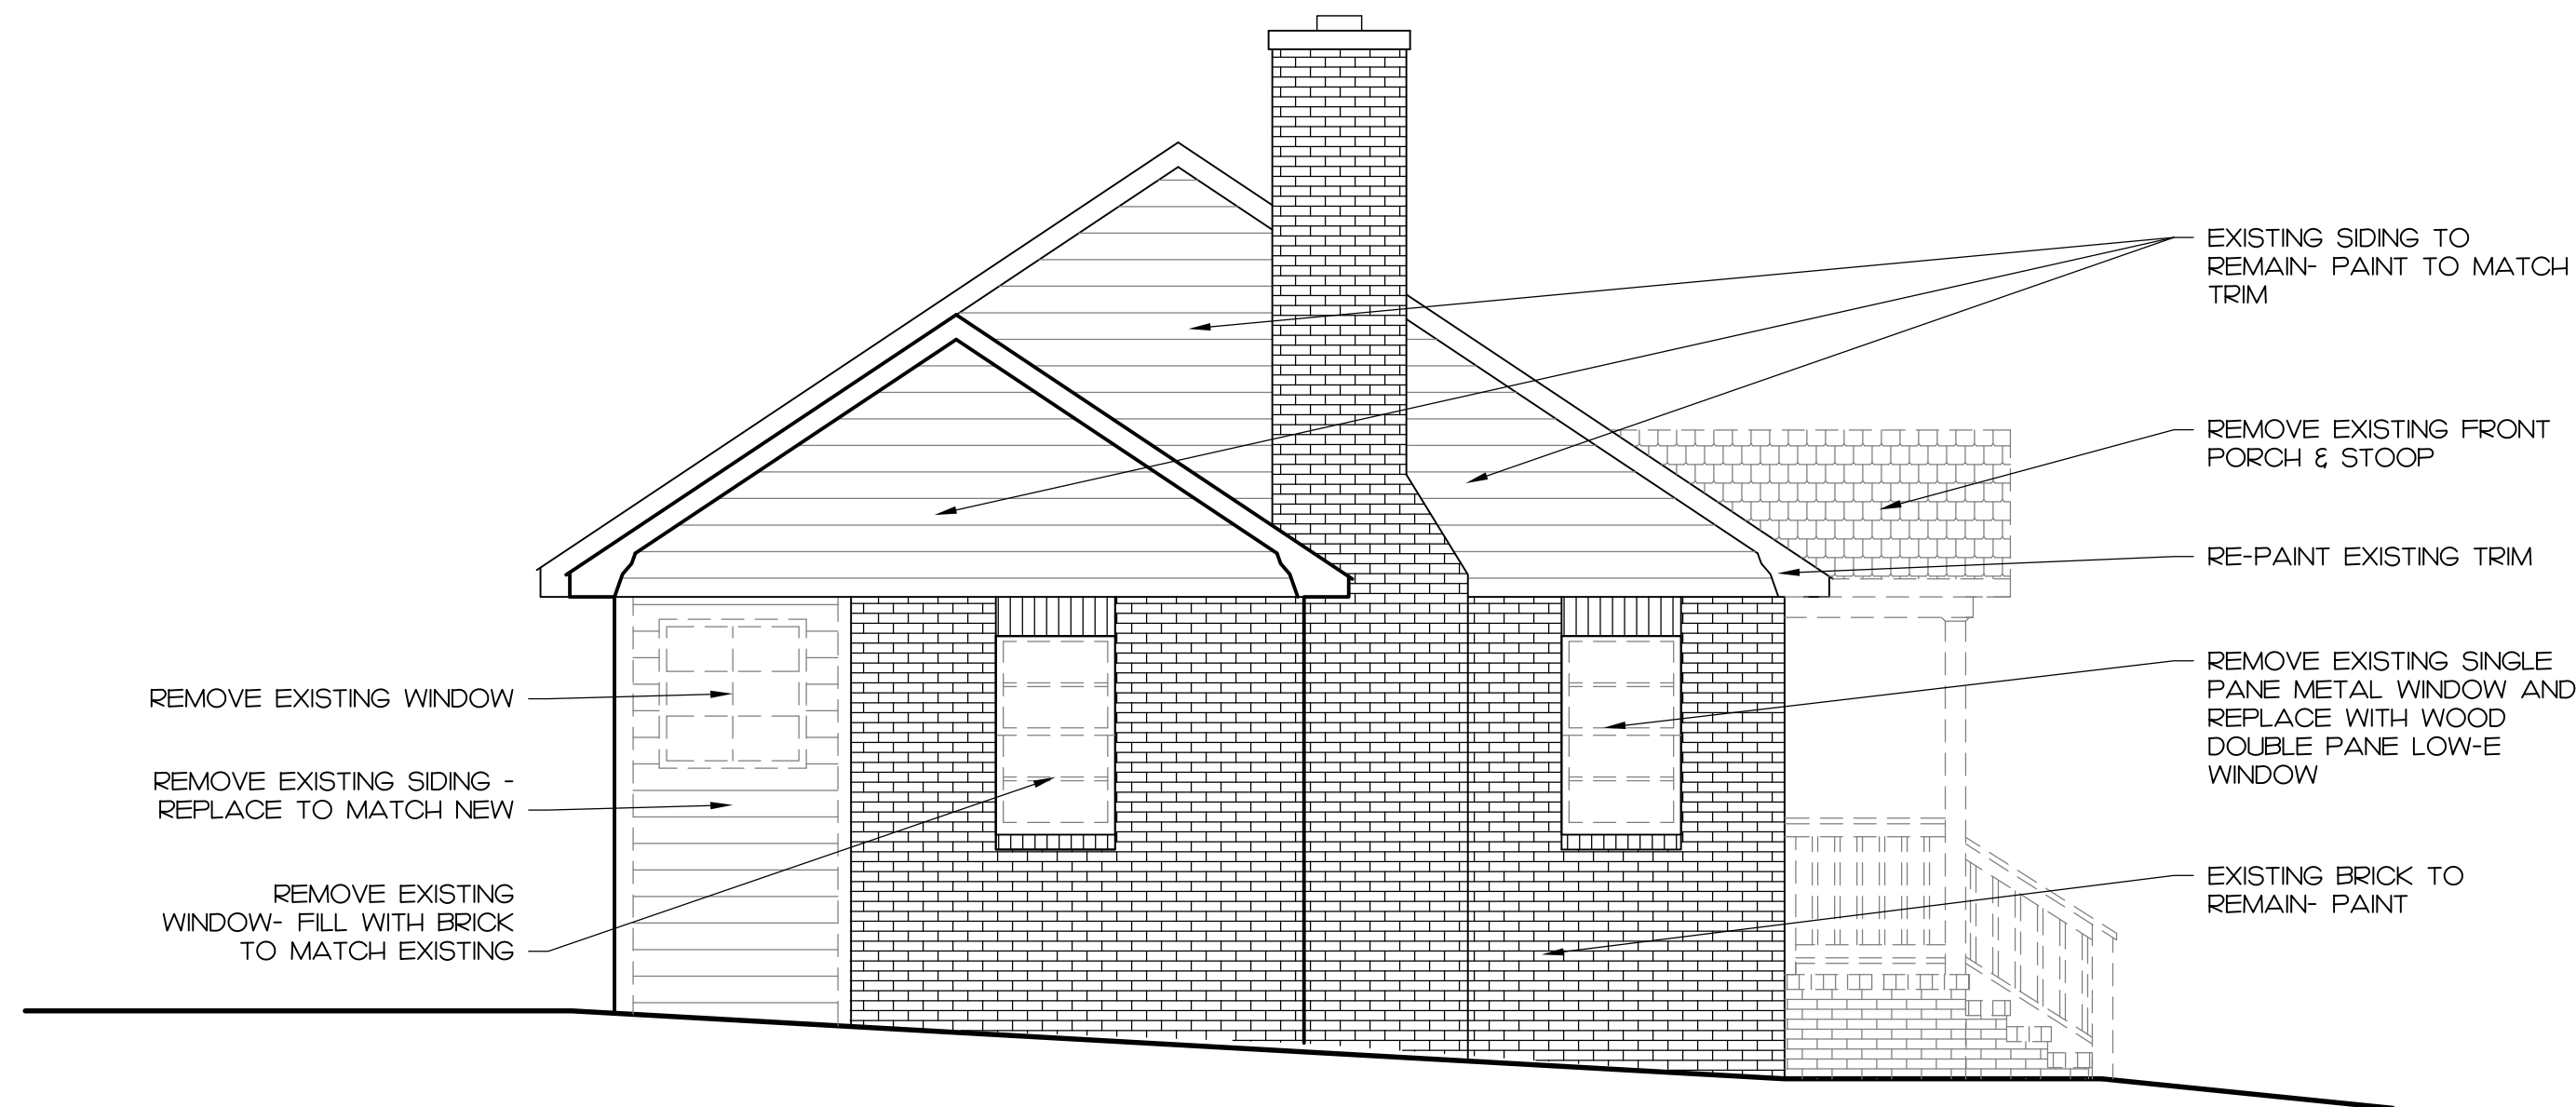 EXISTING SIDING TO
REMAIN- PAINT TO MATCH
TRIM
REMOVE EXISTING FRONT
PORCH & STOOP
RE-PAINT EXISTING TRIM
REMOVE EXISTING SINGLE
PANE METAL WINDOW AND
REPLACE WITH WOOD
DOUBLE PANE LOW-E
WINDOW
EXISTING BRICK TO
REMAIN- PAINT
REMOVE EXISTING WINDOW
REMOVE EXISTING SIDING -
REPLACE TO MATCH NEW
REMOVE EXISTING
WINDOW- FILL WITH BRICK
TO MATCH EXISTING